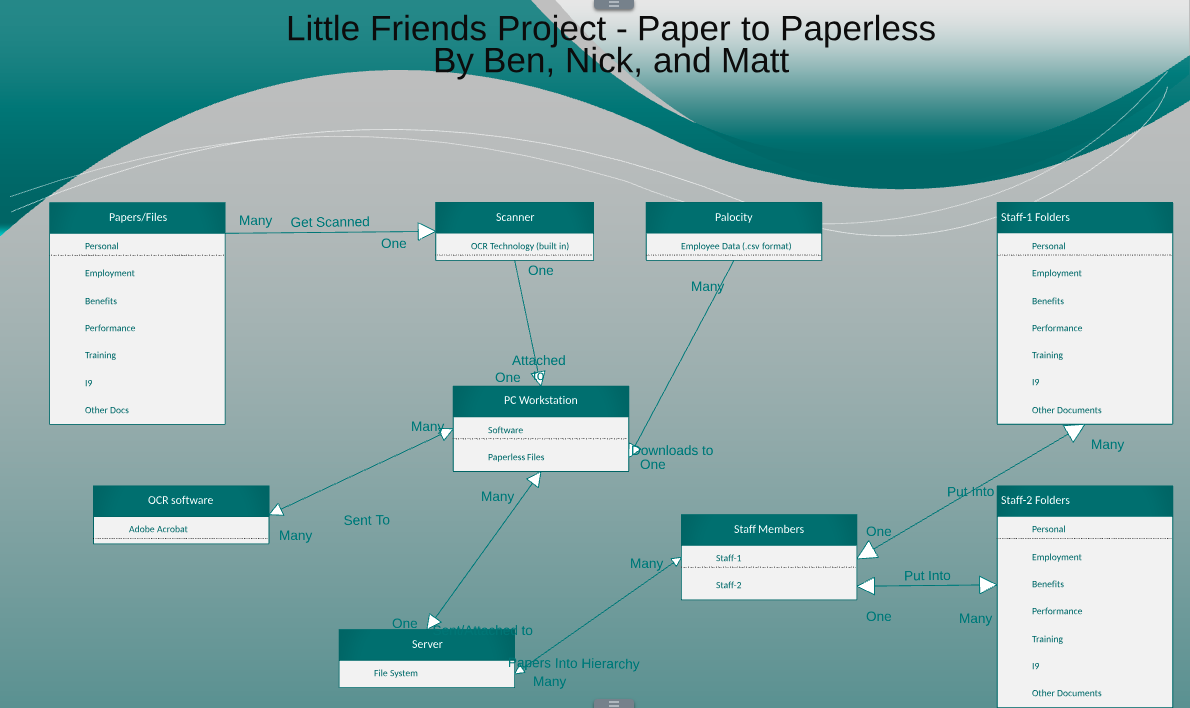 Little Friends Project - Paper to Paperless
By Ben, Nick, and Matt
Papers/Files
Personal
Employment
Benefits
Performance
Training
I9
Other Docs
Many
Get Scanned
One
Scanner
OCR Technology (built in)
One
Attached
to
One
Palocity
Employee Data (.csv format)
Many
Downloads to
One
PC Workstation
Software
Paperless Files
Many
Many
OCR software
Adobe Acrobat
Many
Sent To
One
Sent/Attached to
Server
File System
Papers Into Hierarchy
Many
Many
Staff Members
Staff-1
Staff-2
One
Put Into
Many
Put Into
One
Many
Staff-1 Folders
Personal
Employment
Benefits
Performance
Training
I9
Other Documents
Staff-2 Folders
Personal
Employment
Benefits
Performance
Training
I9
Other Documents